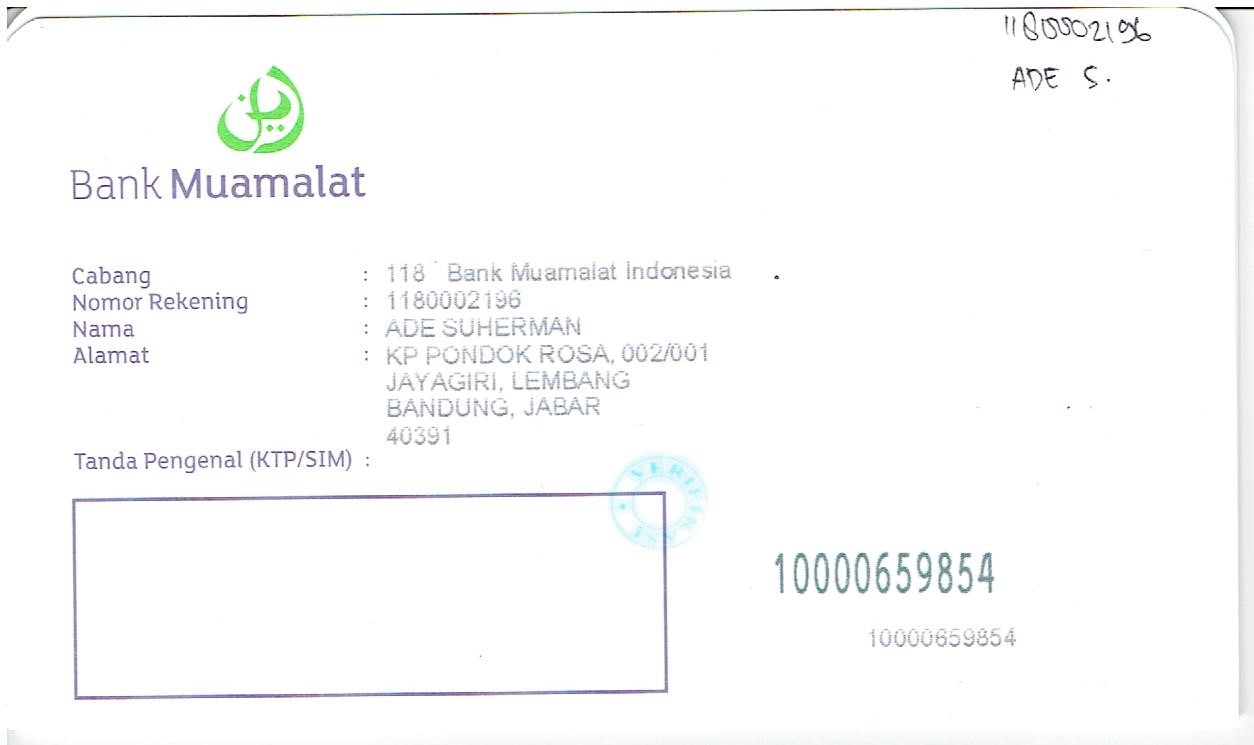 1180002196
ADE S.
Bank Muamalat
Cabang : 118 Bank Muamalat Indonesia
Nomor Rekening : 1180002196
Nama : ADE SUHERMAN
Alamat : KP PONDOK ROSA, 002/001
JAYAGIRI, LEMBANG
BANDUNG, JABAR
40391
Tanda Pengenal (KTP/SIM) :
VERIFIKASI
10000659854
10000659854